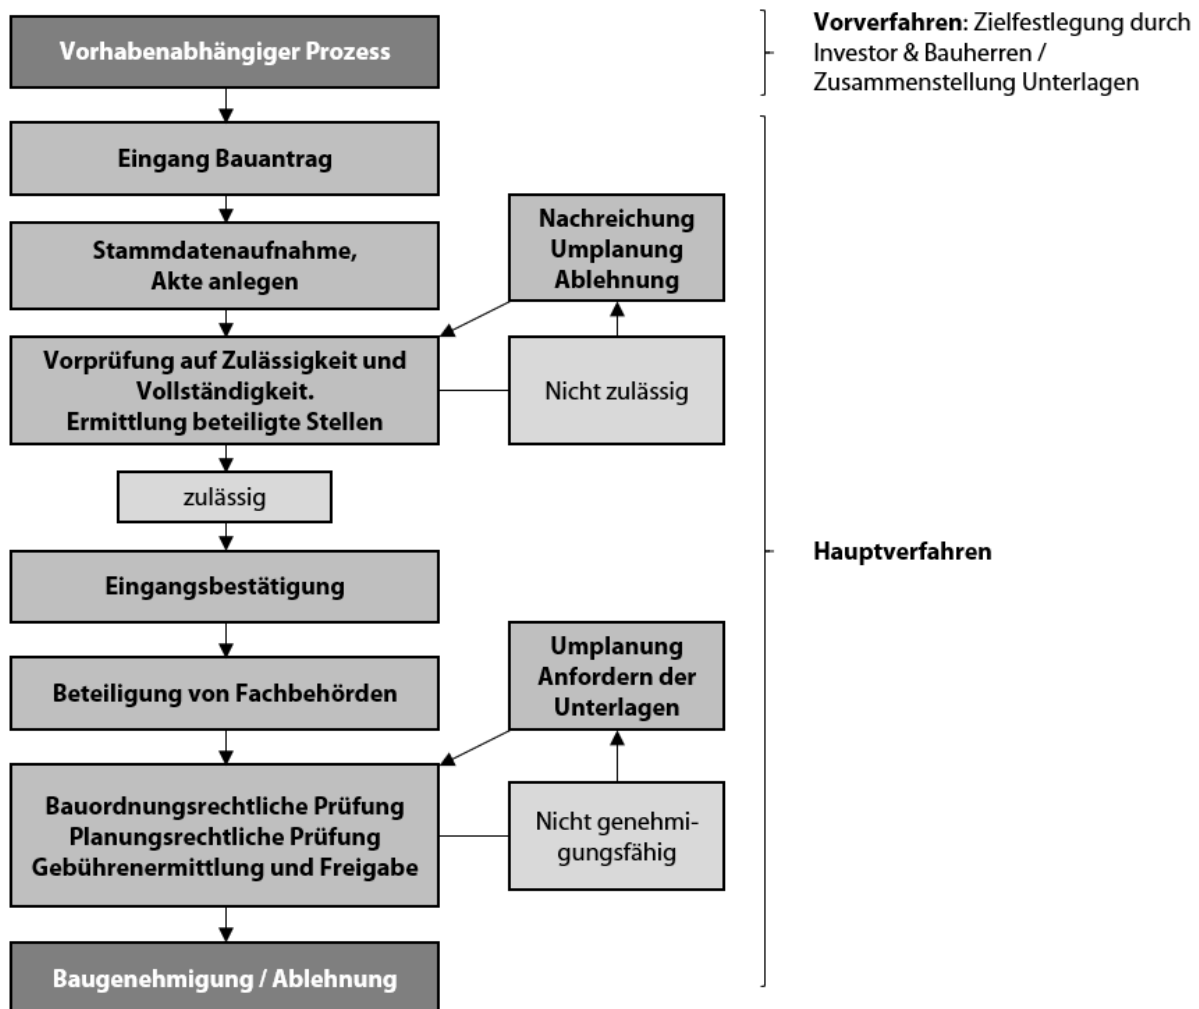 Vorhabenabhängiger Prozess
Vorverfahren: Zielfestlegung durch
Investor & Bauherren /
Zusammenstellung Unterlagen
Eingang Bauantrag
Stammdatenaufnahme,
Akte anlegen
Nachreichung
Umplanung
Ablehnung
Vorprüfung auf Zulässigkeit und
Vollständigkeit.
Ermittlung beteiligte Stellen
Nicht zulässig
zulässig
Eingangsbestätigung
Hauptverfahren
Beteiligung von Fachbehörden
Umplanung
Anfordern der
Unterlagen
Bauordnungsrechtliche Prüfung
Planungsrechtliche Prüfung
Gebührenermittlung und Freigabe
Nicht genehmi-
gungsfähig
Baugenehmigung / Ablehnung